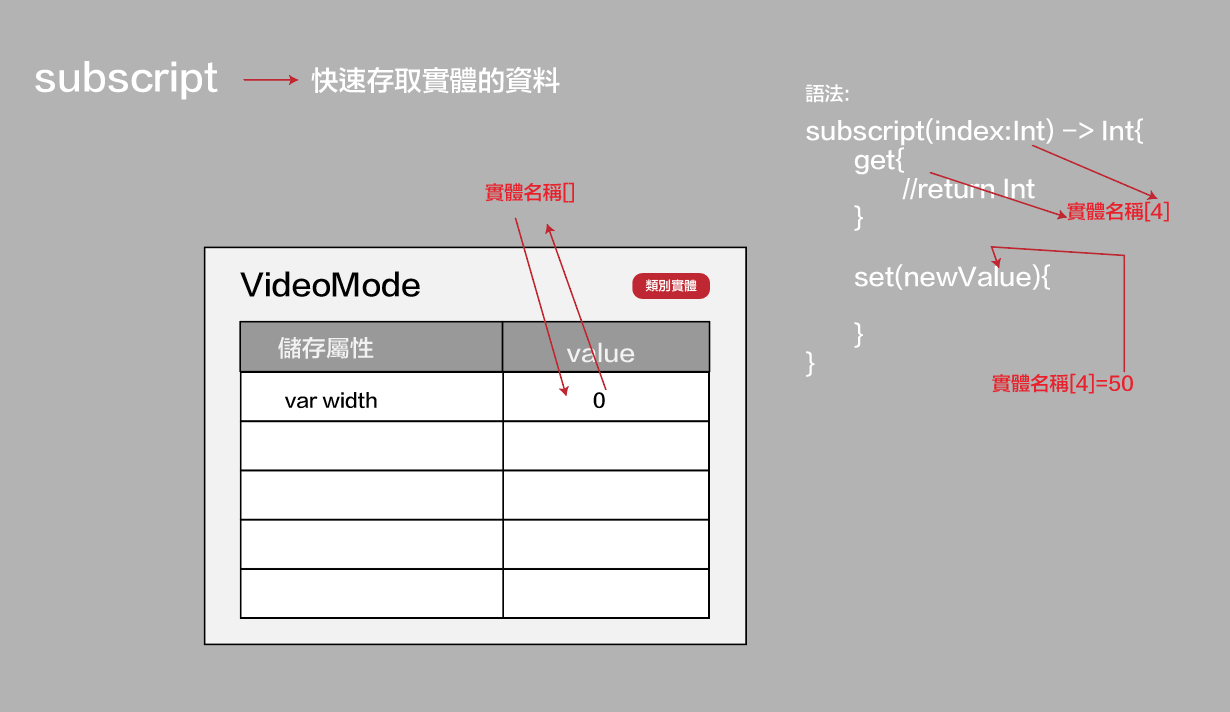 subscript
快速存取實體的資料
實體名稱[]
VideoMode
類別實體
儲存屬性
value
var width
0
語法:
subscript(index:Int) -> Int{
get{
//return Int
}
實體名稱[4]
set(newValue){
}
}
實體名稱[4]=50